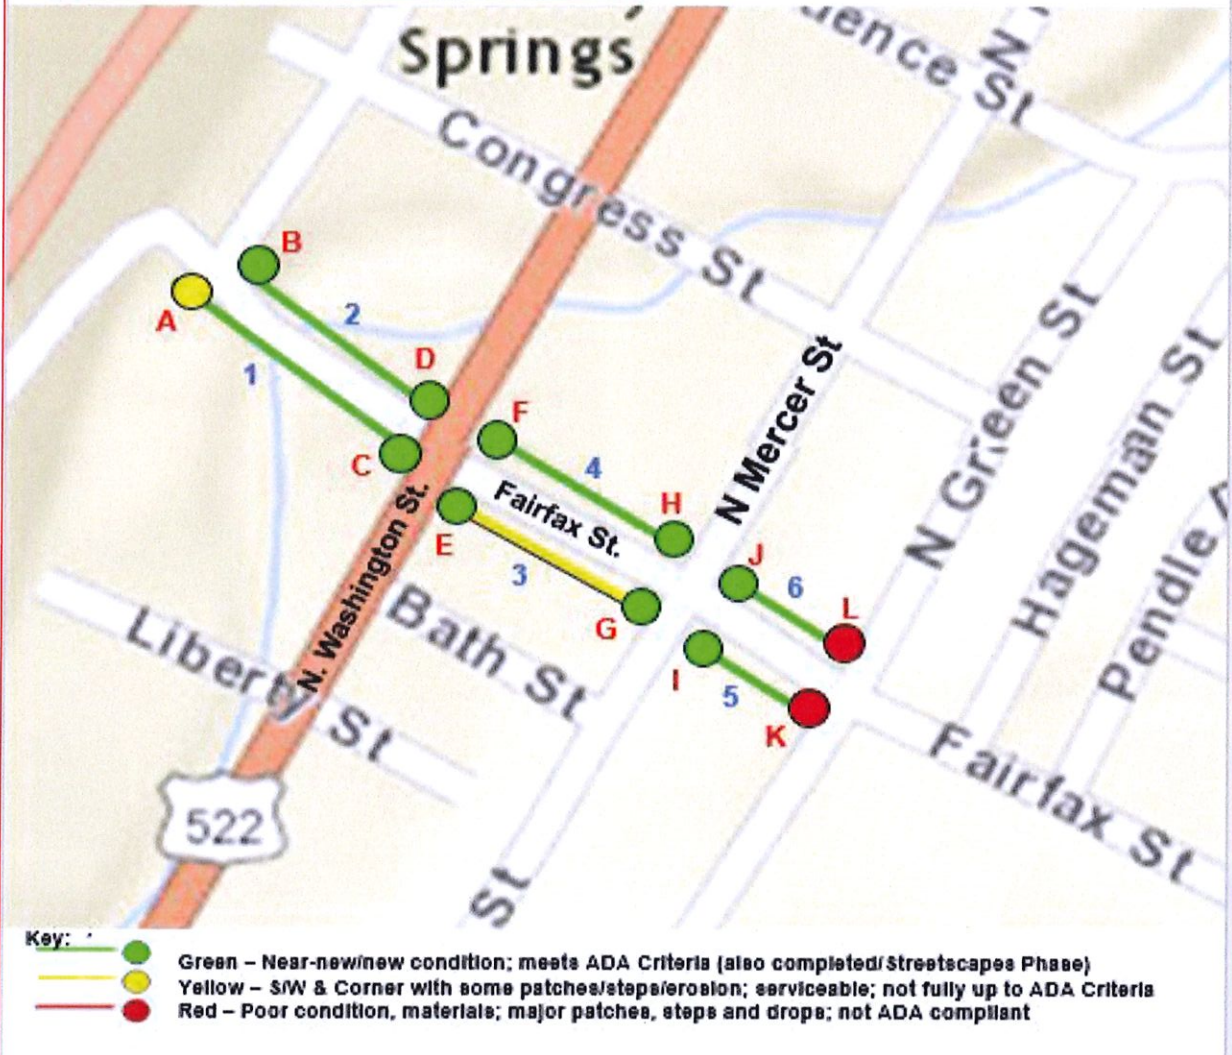 Springs
dence St
N
Congress St
B
A
2
D
1
F
C
4
N Mercer St
N Green St
Hageman St
Pendle
Fairfax St.
H
E
3
N. Washington St.
J
6
G
L
I
5
K
Bath St
Liberty St
Fairfax St
522
St
Key:
Green – Near-new/new condition; meets ADA Criteria (also completed/Streetscapes Phase)
Yellow – S/W & Corner with some patches/steps/erosion; serviceable; not fully up to ADA Criteria
Red – Poor condition, materials; major patches, steps and drops; not ADA compliant